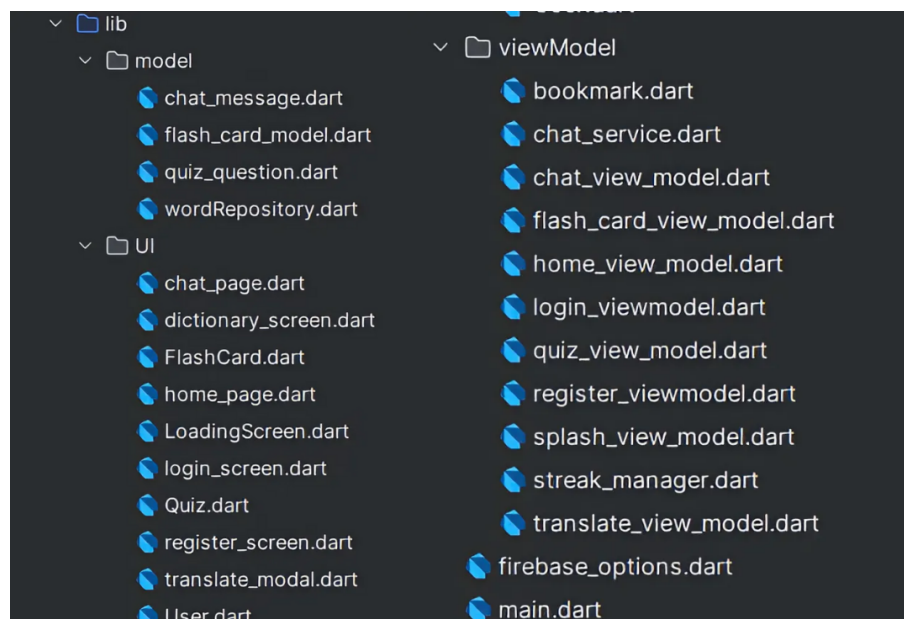 lib
model
chat_message.dart
flash_card_model.dart
quiz_question.dart
wordRepository.dart
UI
chat_page.dart
dictionary_screen.dart
FlashCard.dart
home_page.dart
LoadingScreen.dart
login_screen.dart
Quiz.dart
register_screen.dart
translate_modal.dart
User.dart
viewModel
bookmark.dart
chat_service.dart
chat_view_model.dart
flash_card_view_model.dart
home_view_model.dart
login_viewmodel.dart
quiz_view_model.dart
register_viewmodel.dart
splash_view_model.dart
streak_manager.dart
translate_view_model.dart
firebase_options.dart
main.dart